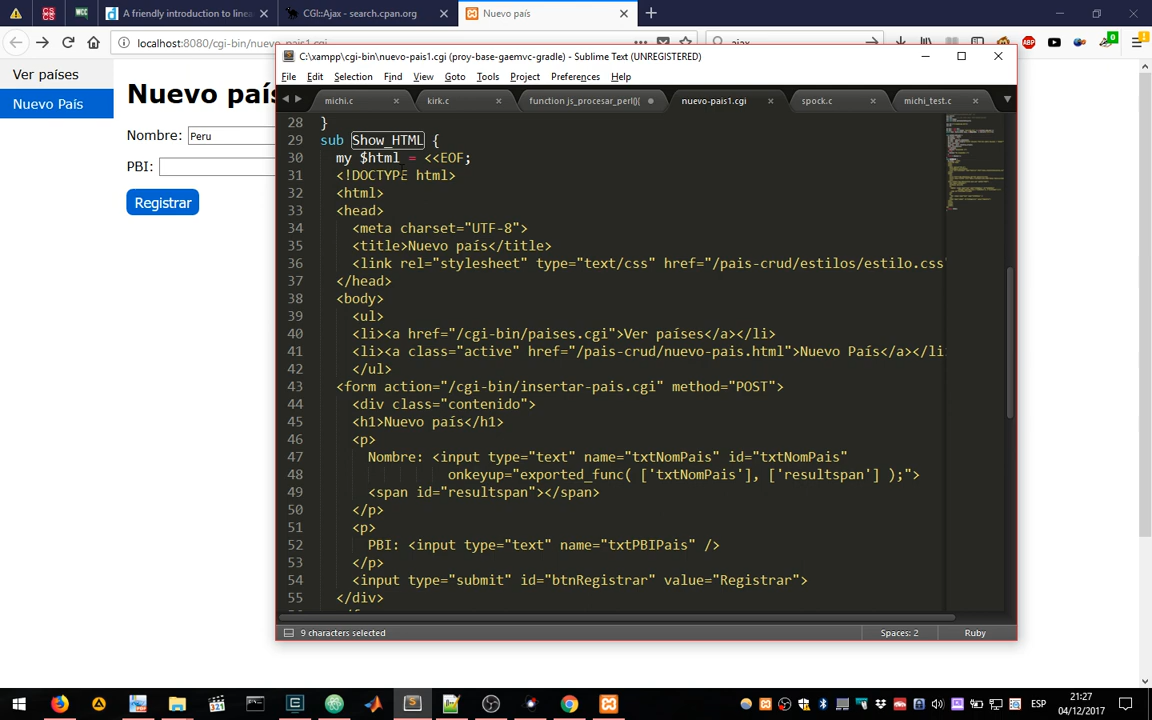 A friendly introduction to linea
CGI::Ajax - search.cpan.org
Nuevo país
localhost:8080/cgi-bin/nuevo-pais1.cgi
ajax
Ver países
Nuevo País
Nuevo país
Nombre: Peru
PBI:
Registrar
C:\xampp\cgi-bin\nuevo-pais1.cgi (proy-base-gaemvc-gradle) - Sublime Text (UNREGISTERED)
File Edit Selection Find View Goto Tools Project Preferences Help
michi.c kirk.c function js_procesar_perl(){ nuevo-pais1.cgi spock.c michi_test.c
28 }
29 sub Show_HTML {
30 my $html = <<EOF;
31 <!DOCTYPE html>
32 <html>
33 <head>
34 <meta charset="UTF-8">
35 <title>Nuevo país</title>
36 <link rel="stylesheet" type="text/css" href="/pais-crud/estilos/estilo.css"
37 </head>
38 <body>
39 <ul>
40 <li><a href="/cgi-bin/paises.cgi">Ver países</a></li>
41 <li><a class="active" href="/pais-crud/nuevo-pais.html">Nuevo País</a></li
42 </ul>
43 <form action="/cgi-bin/insertar-pais.cgi" method="POST">
44 <div class="contenido">
45 <h1>Nuevo país</h1>
46 <p>
47 Nombre: <input type="text" name="txtNomPais" id="txtNomPais"
48 onkeyup="exported_func( ['txtNomPais'], ['resultspan'] );">
49 <span id="resultspan"></span>
50 </p>
51 <p>
52 PBI: <input type="text" name="txtPBIPais" />
53 </p>
54 <input type="submit" id="btnRegistrar" value="Registrar">
55 </div>
9 characters selected Spaces: 2 Ruby
ESP
21:27
04/12/2017